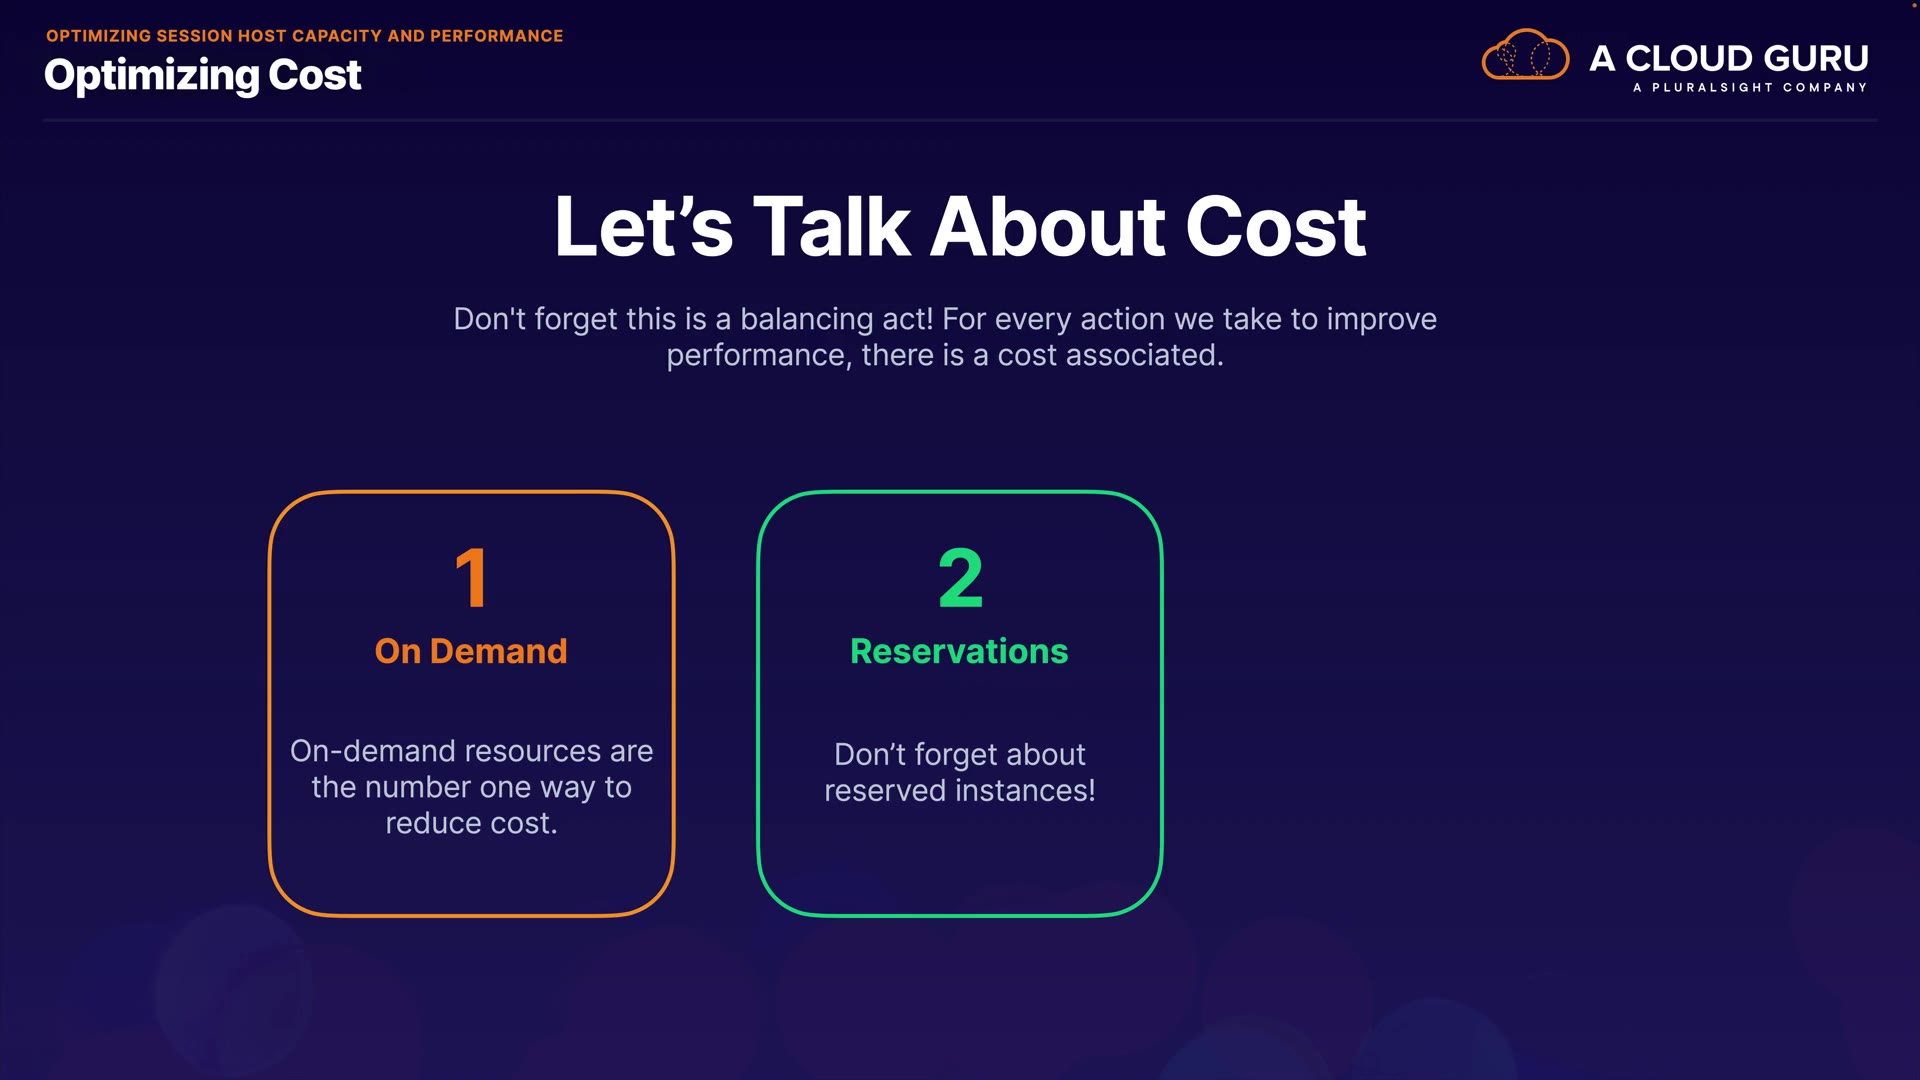 OPTIMIZING SESSION HOST CAPACITY AND PERFORMANCE
Optimizing Cost
A CLOUD GURU
A PLURALSIGHT COMPANY
Let’s Talk About Cost
Don't forget this is a balancing act! For every action we take to improve
performance, there is a cost associated.
1
On Demand
On-demand resources are
the number one way to
reduce cost.
2
Reservations
Don’t forget about
reserved instances!